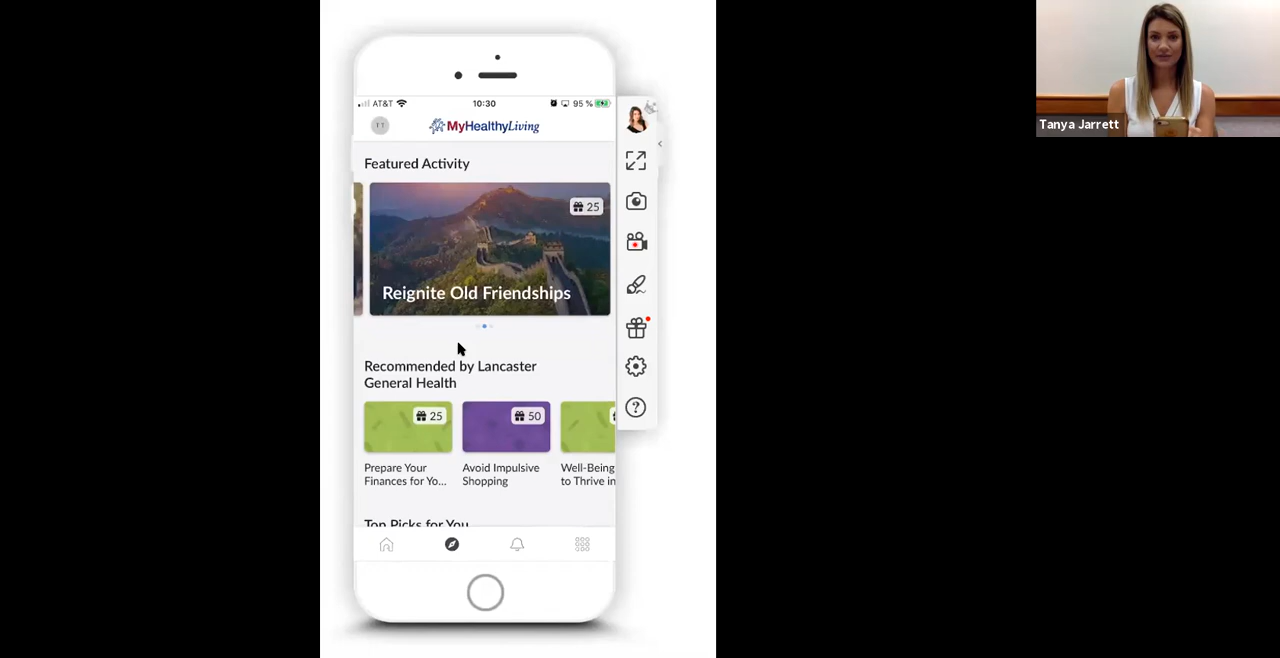 AT&T
10:30
95 %
TT
MyHealthyLiving
Featured Activity
25
Reignite Old Friendships
Recommended by Lancaster
General Health
25
50
Prepare Your
Finances for Yo...
Avoid Impulsive
Shopping
Well-Being
to Thrive in
Top Picks for You
Tanya Jarrett